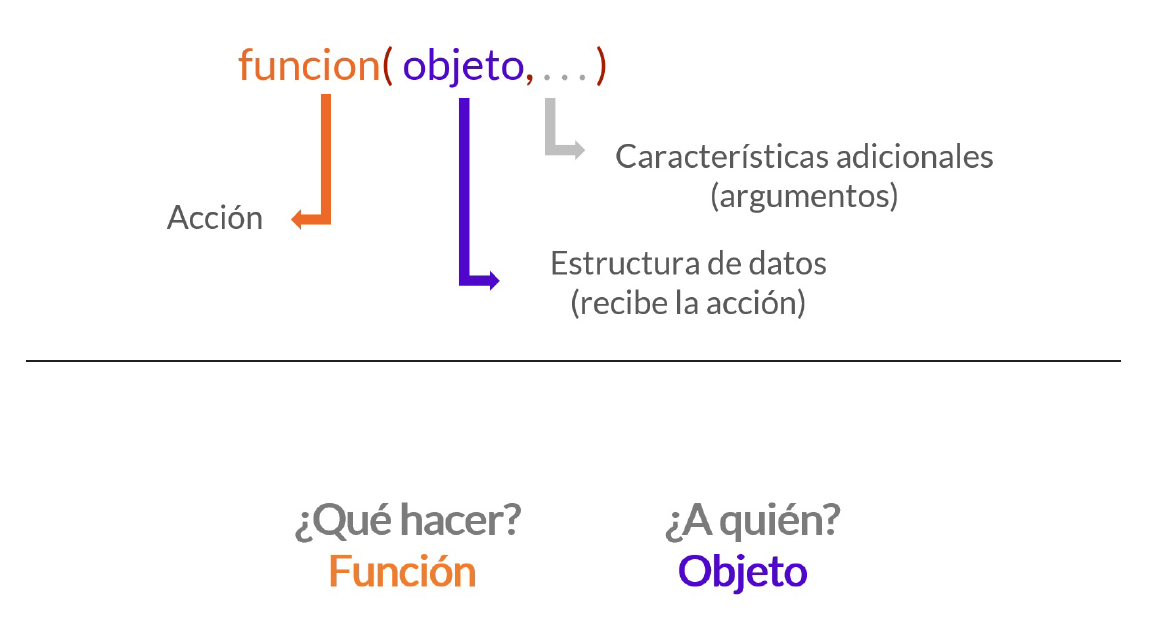 funcion( objeto, . . . )
Características adicionales
(argumentos)
Acción
Estructura de datos
(recibe la acción)
¿Qué hacer?
¿A quién?
Función
Objeto